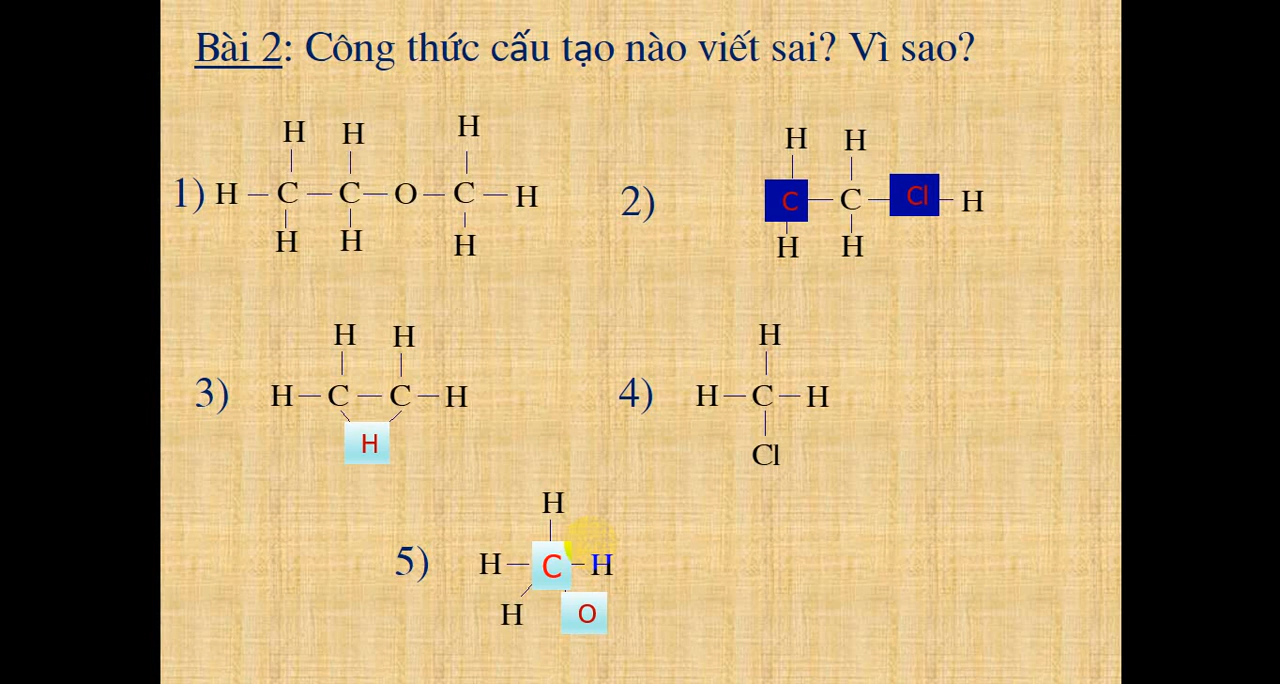 Bài 2: Công thức cấu tạo nào viết sai? Vì sao?
H H H
1) H – C – C – O – C – H
H H H
H H
2) C – C – Cl – H
H H
H H
3) H – C – C – H
H
H
4) H – C – H
Cl
H
5) H – C – H
H O